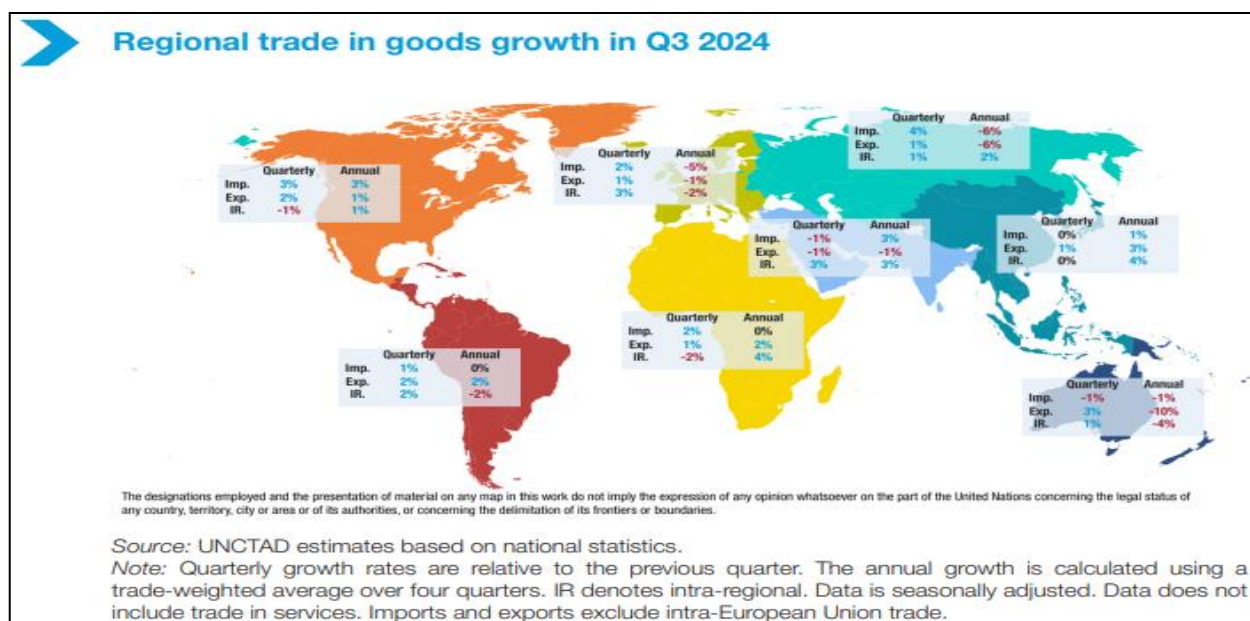 Regional trade in goods growth in Q3 2024
Quarterly Annual
Imp. 4% -6%
Exp. 1% -6%
IR. 1% 2%
Quarterly Annual
Imp. 2% -5%
Exp. 1% -1%
IR. 3% -2%
Quarterly Annual
Imp. 3% 3%
Exp. 2% 1%
IR. -1% 1%
Quarterly Annual
Imp. -1% 3%
Exp. -1% -1%
IR. 3% 3%
Quarterly Annual
Imp. 0% 1%
Exp. 1% 3%
IR. 0% 4%
Quarterly Annual
Imp. 2% 0%
Exp. 1% 2%
IR. -2% 4%
Quarterly Annual
Imp. 1% 0%
Exp. 2% 2%
IR. 2% -2%
Quarterly Annual
Imp. -1% -1%
Exp. 3% -10%
IR. 1% -4%
The designations employed and the presentation of material on any map in this work do not imply the expression of any opinion whatsoever on the part of the United Nations concerning the legal status of
any country, territory, city or area or of its authorities, or concerning the delimitation of its frontiers or boundaries.
Source: UNCTAD estimates based on national statistics.
Note: Quarterly growth rates are relative to the previous quarter. The annual growth is calculated using a
trade-weighted average over four quarters. IR denotes intra-regional. Data is seasonally adjusted. Data does not
include trade in services. Imports and exports exclude intra-European Union trade.